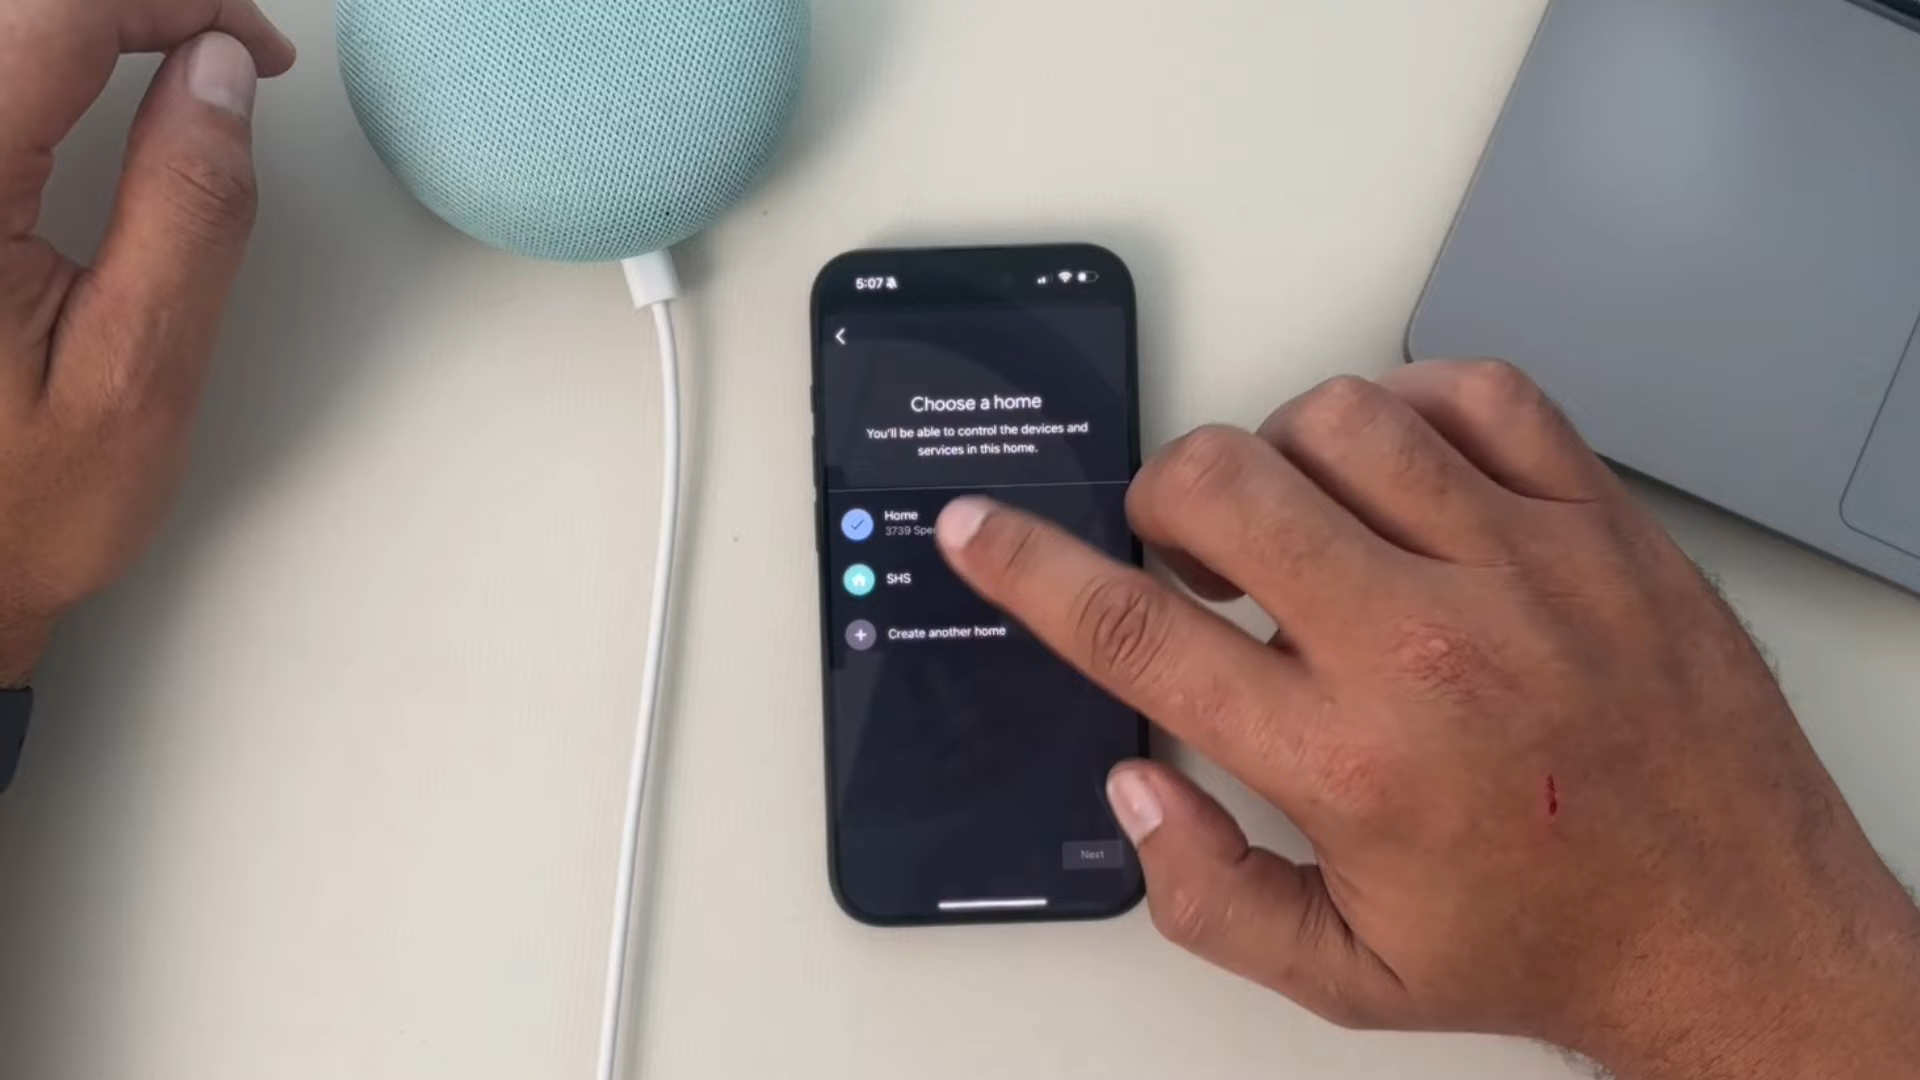 5:07
Choose a home
You'll be able to control the devices and
services in this home.
Home
3739
SHS
Create another home
Next